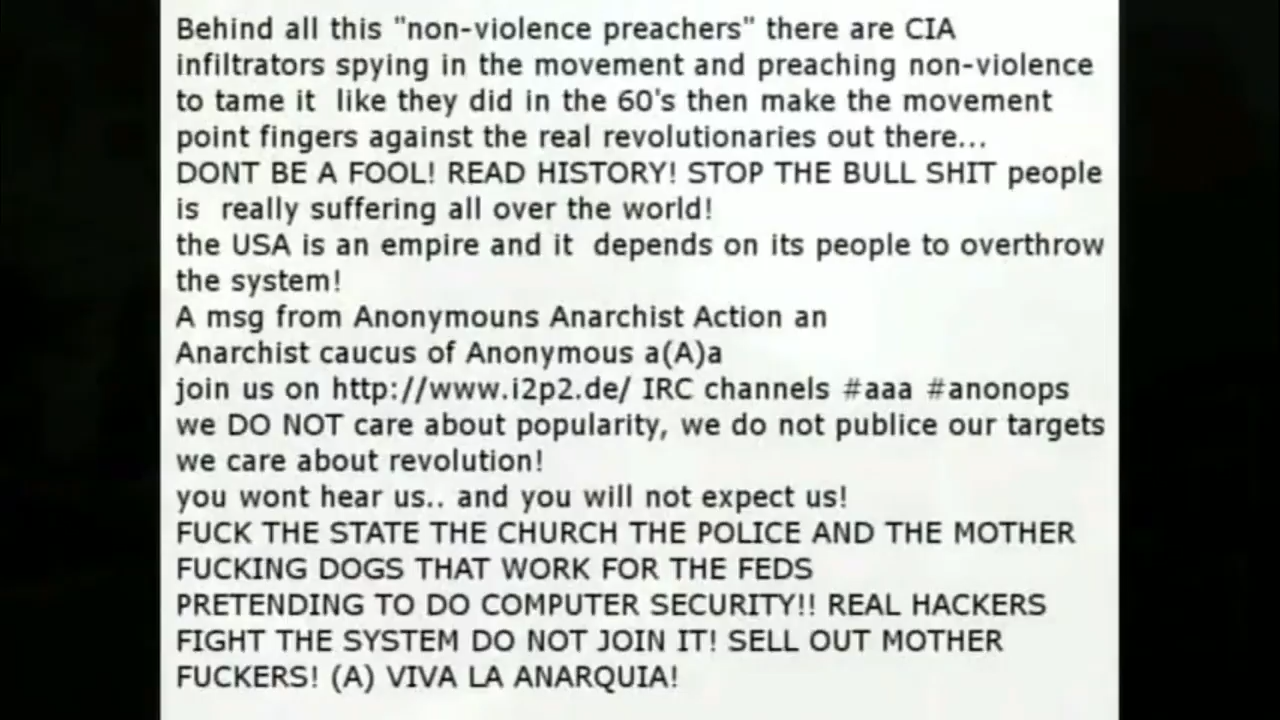 Behind all this "non-violence preachers" there are CIA
infiltrators spying in the movement and preaching non-violence
to tame it  like they did in the 60's then make the movement
point fingers against the real revolutionaries out there...
DONT BE A FOOL! READ HISTORY! STOP THE BULL SHIT people
is  really suffering all over the world!
the USA is an empire and it  depends on its people to overthrow
the system!
A msg from Anonymouns Anarchist Action an
Anarchist caucus of Anonymous a(A)a
join us on http://www.i2p2.de/ IRC channels #aaa #anonops
we DO NOT care about popularity, we do not publice our targets
we care about revolution!
you wont hear us.. and you will not expect us!
FUCK THE STATE THE CHURCH THE POLICE AND THE MOTHER
FUCKING DOGS THAT WORK FOR THE FEDS
PRETENDING TO DO COMPUTER SECURITY!! REAL HACKERS
FIGHT THE SYSTEM DO NOT JOIN IT! SELL OUT MOTHER
FUCKERS! (A) VIVA LA ANARQUIA!